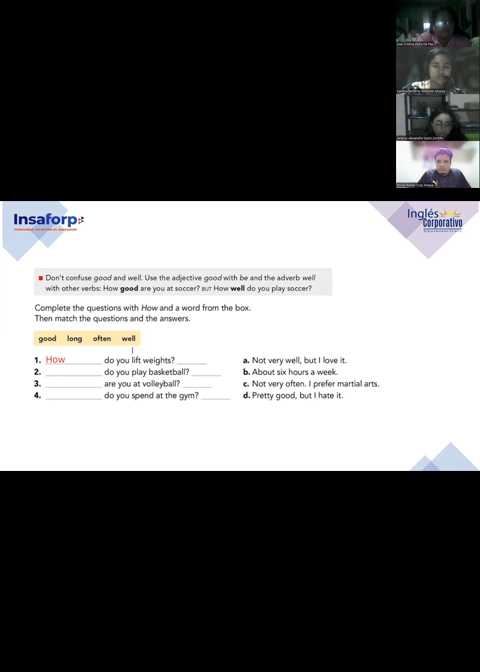 Insaforp
Inglés
Corporativo
■ Don't confuse good and well. Use the adjective good with be and the adverb well
with other verbs: How good are you at soccer? BUT How well do you play soccer?
Complete the questions with How and a word from the box.
Then match the questions and the answers.
good long often well
1. How do you lift weights?
2. do you play basketball?
3. are you at volleyball?
4. do you spend at the gym?
a. Not very well, but I love it.
b. About six hours a week.
c. Not very often. I prefer martial arts.
d. Pretty good, but I hate it.